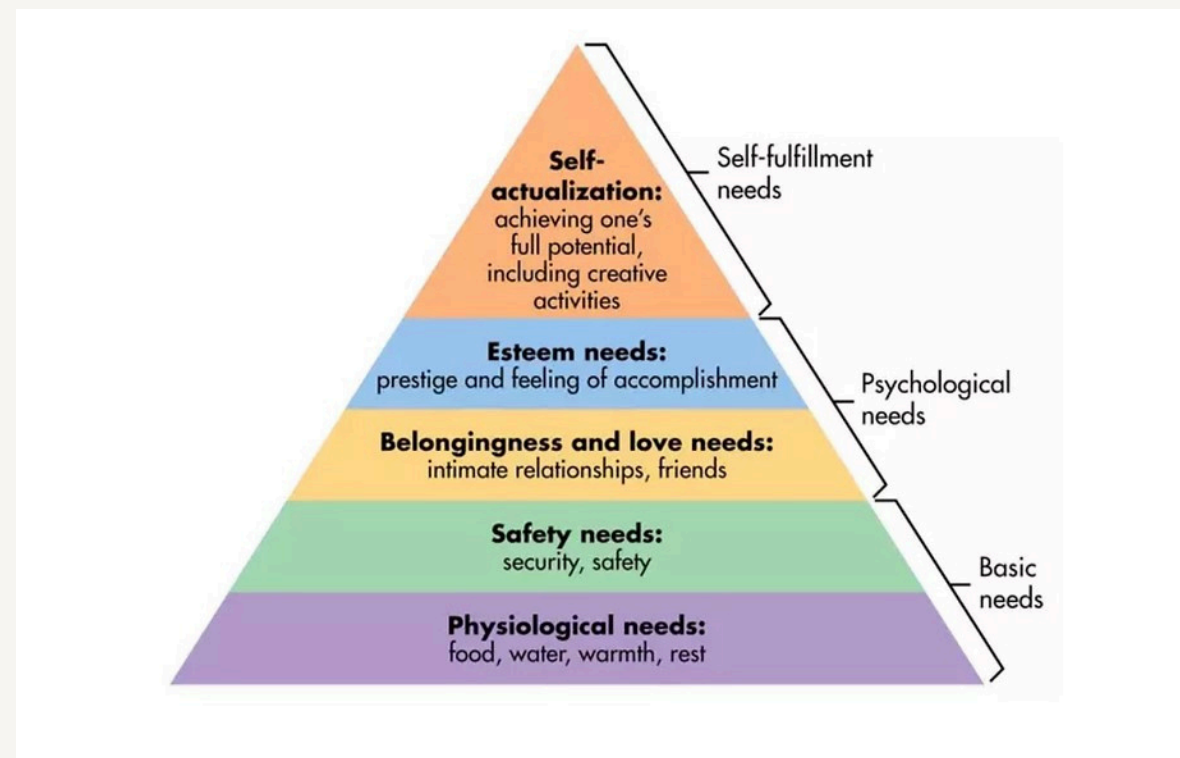 Self-
actualization:
achieving one's
full potential,
including creative
activities
Self-fulfillment
needs
Esteem needs:
prestige and feeling of accomplishment
Psychological
needs
Belongingness and love needs:
intimate relationships, friends
Safety needs:
security, safety
Basic
needs
Physiological needs:
food, water, warmth, rest